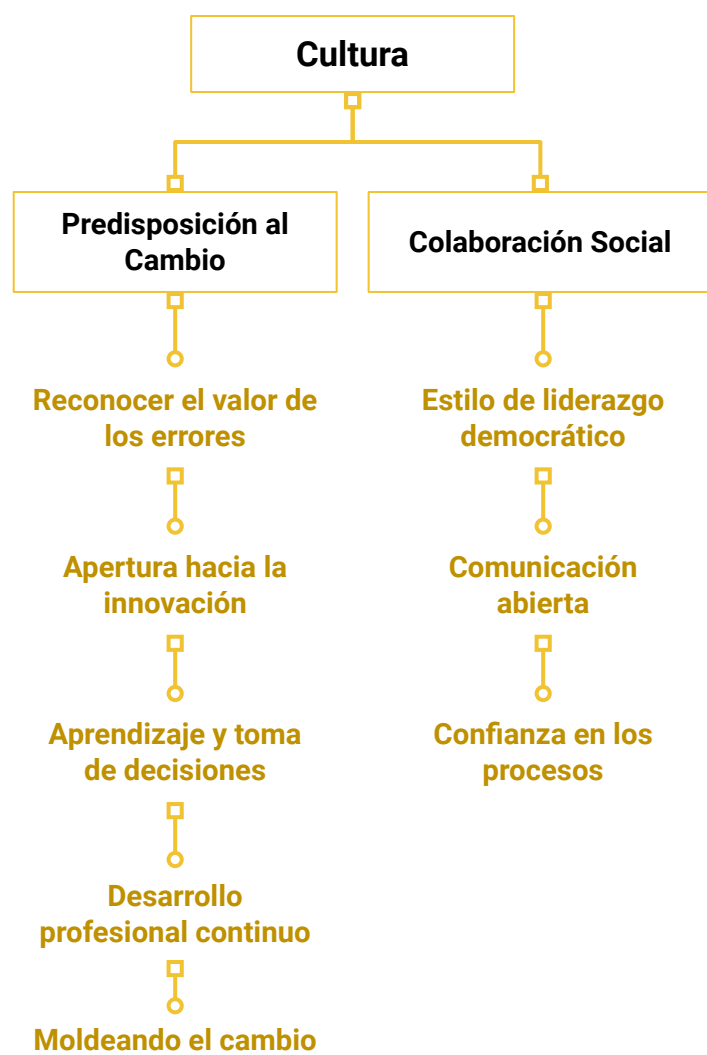 Cultura
Predisposición al
Cambio
Colaboración Social
Reconocer el valor de
los errores
Estilo de liderazgo
democrático
Apertura hacia la
innovación
Comunicación
abierta
Aprendizaje y toma
de decisiones
Confianza en los
procesos
Desarrollo
profesional continuo
Moldeando el cambio